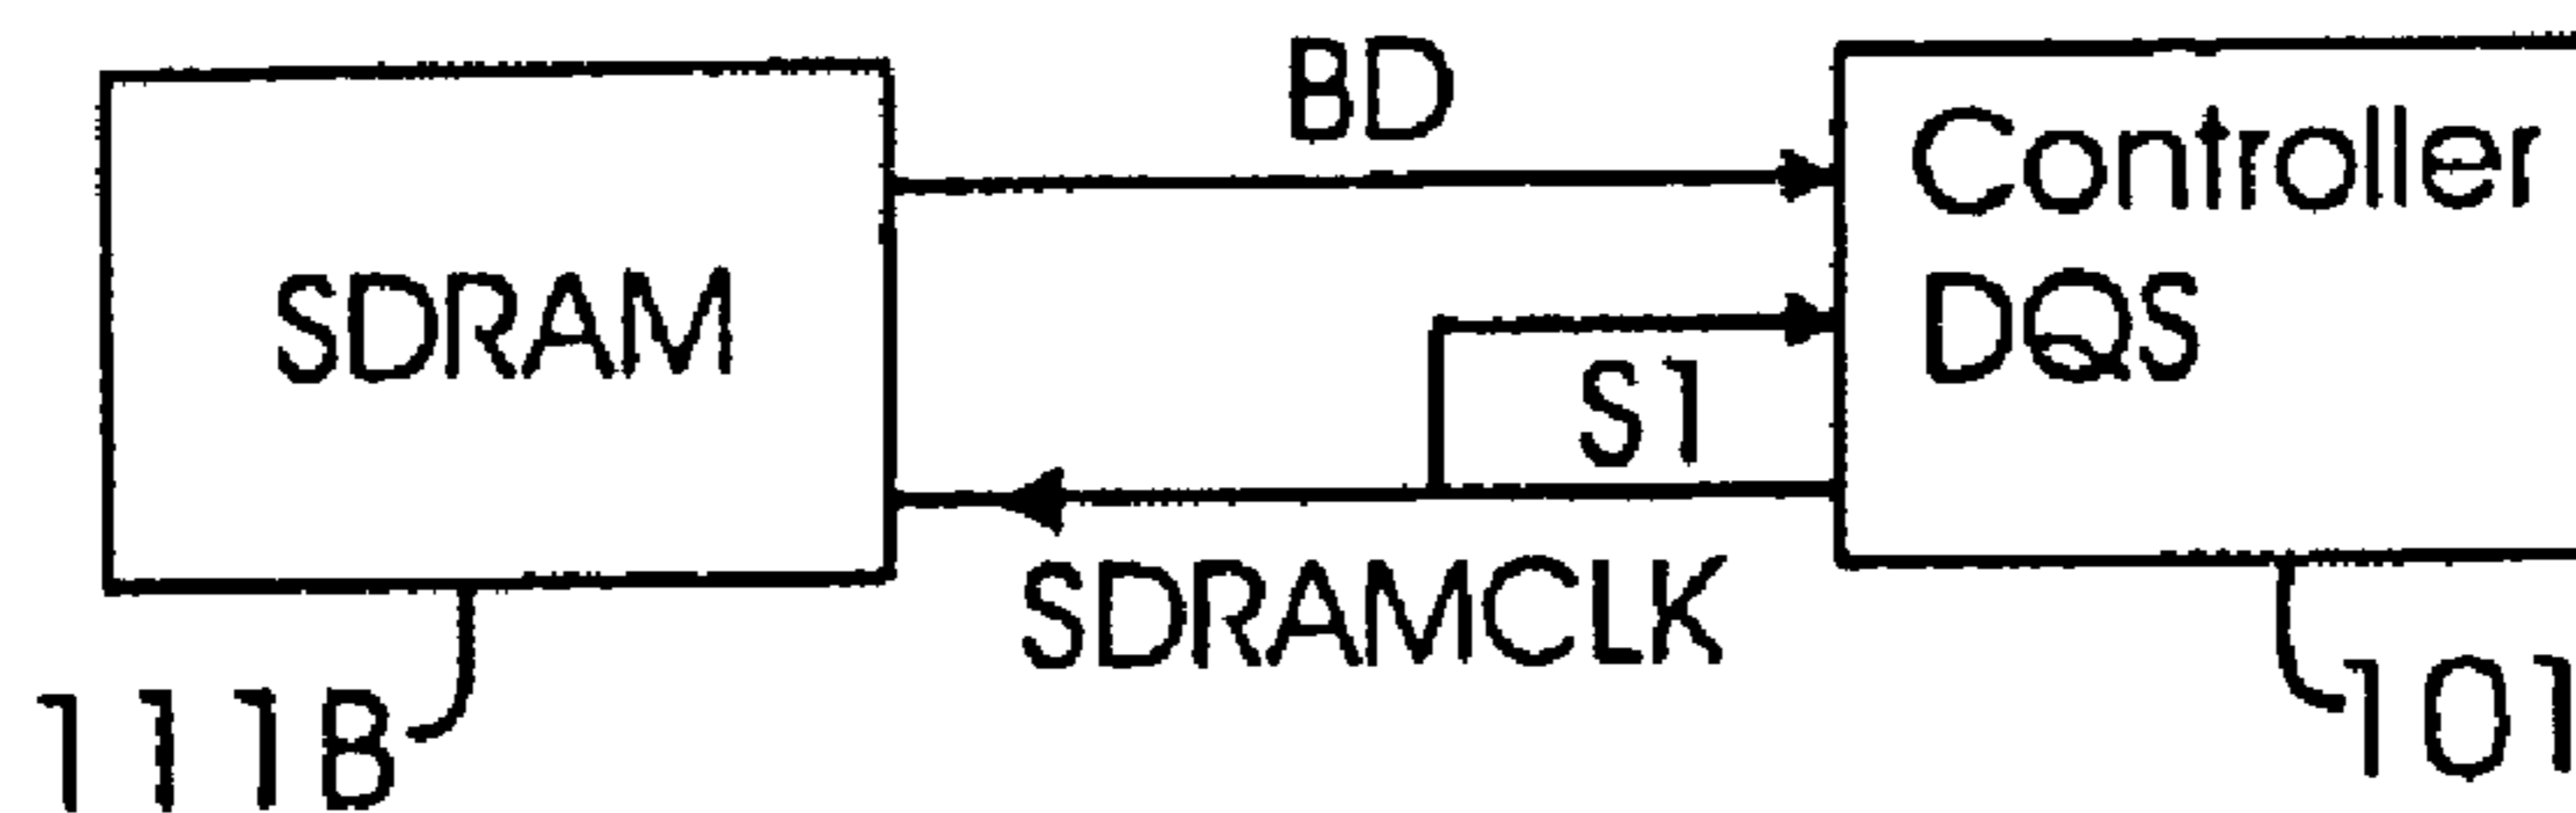 BD
Controller
SDRAM
DQS
S1
SDRAMCLK
111B
101